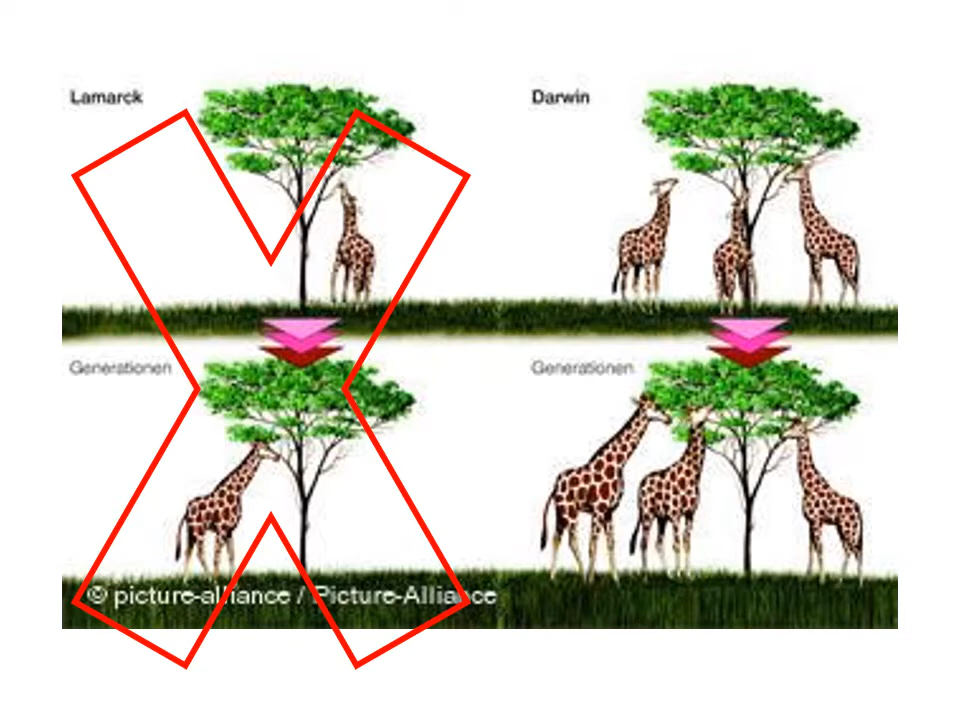 Lamarck
Darwin
Generationen
Generationen
© picture-alliance / Picture-Alliance